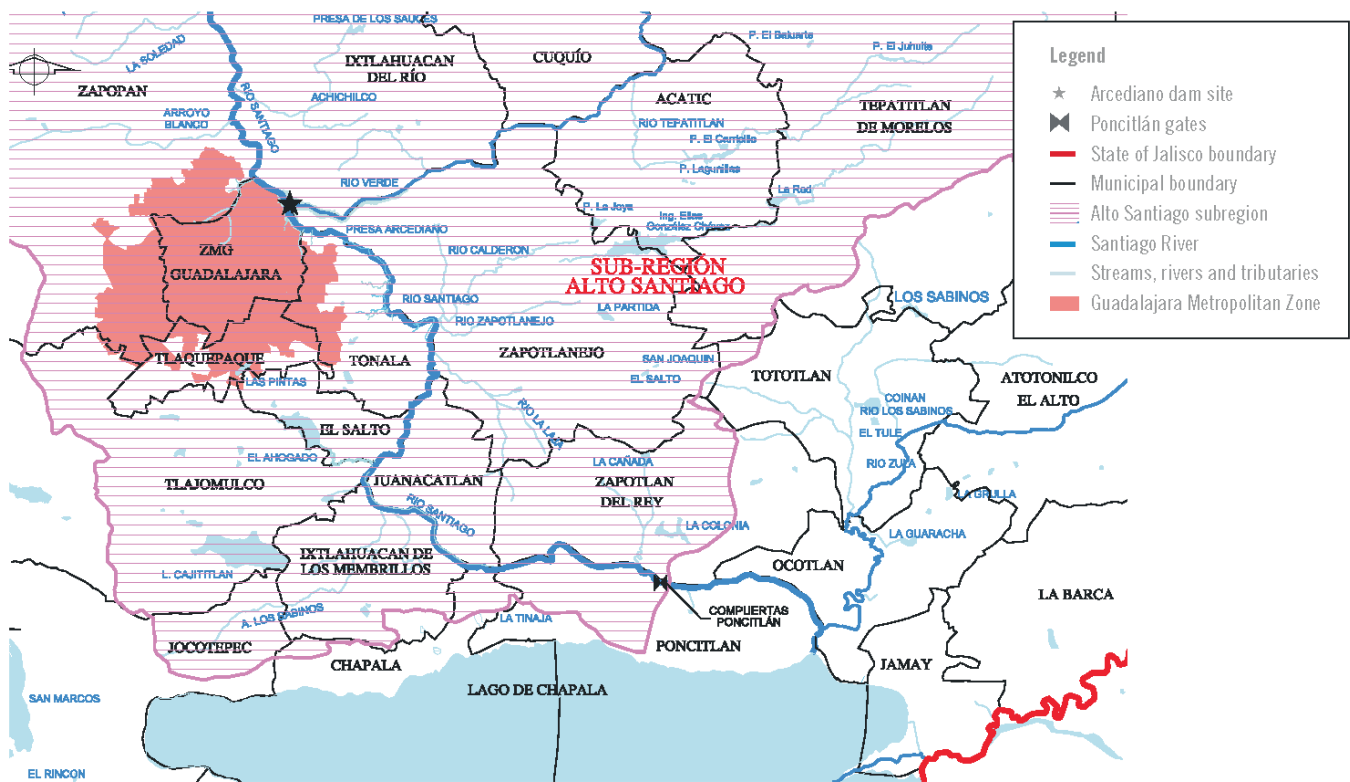 PRESA DE LOS SAUCES
LA SOLEDAD
IXTLAHUACAN
DEL RÍO
CUQUÍO
P. El Baluarte
P. El Juhuite
ZAPOPAN
ACHICHILCO
RIO SANTIAGO
ARROYO
BLANCO
ACATIC
TEPATITLAN
DE MORELOS
RIO TEPATITLAN
P. El Carricillo
P. Lagunillas
La Red
RIO VERDE
P. La Joya
Ing. Elias
González Chávez
PRESA ARCEDIANO
RIO CALDERON
ZMG
GUADALAJARA
SUB-REGIÓN
ALTO SANTIAGO
RIO SANTIAGO
LA PARTIDA
RIO ZAPOTLANEJO
LOS SABINOS
TLAQUEPAQUE
TONALA
ZAPOTLANEJO
SAN JOAQUIN
EL SALTO
LAS PINTAS
TOTOTLAN
ATOTONILCO
EL ALTO
COINAN
RIO LOS SABINOS
EL TULE
RIO LA LAJA
EL SALTO
EL AHOGADO
LA CAÑADA
RIO ZULA
TLAJOMULCO
JUANACATLAN
ZAPOTLAN
DEL REY
LA GRULLA
RIO SANTIAGO
LA COLONIA
LA GUARACHA
IXTLAHUACAN DE
LOS MEMBRILLOS
OCOTLAN
L. CAJITITLAN
LA BARCA
A. LOS SABINOS
LA TINAJA
COMPUERTAS
PONCITLÁN
JOCOTEPEC
CHAPALA
PONCITLAN
JAMAY
LAGO DE CHAPALA
SAN MARCOS
EL RINCON
Legend
Arcediano dam site
Poncitlán gates
State of Jalisco boundary
Municipal boundary
Alto Santiago subregion
Santiago River
Streams, rivers and tributaries
Guadalajara Metropolitan Zone